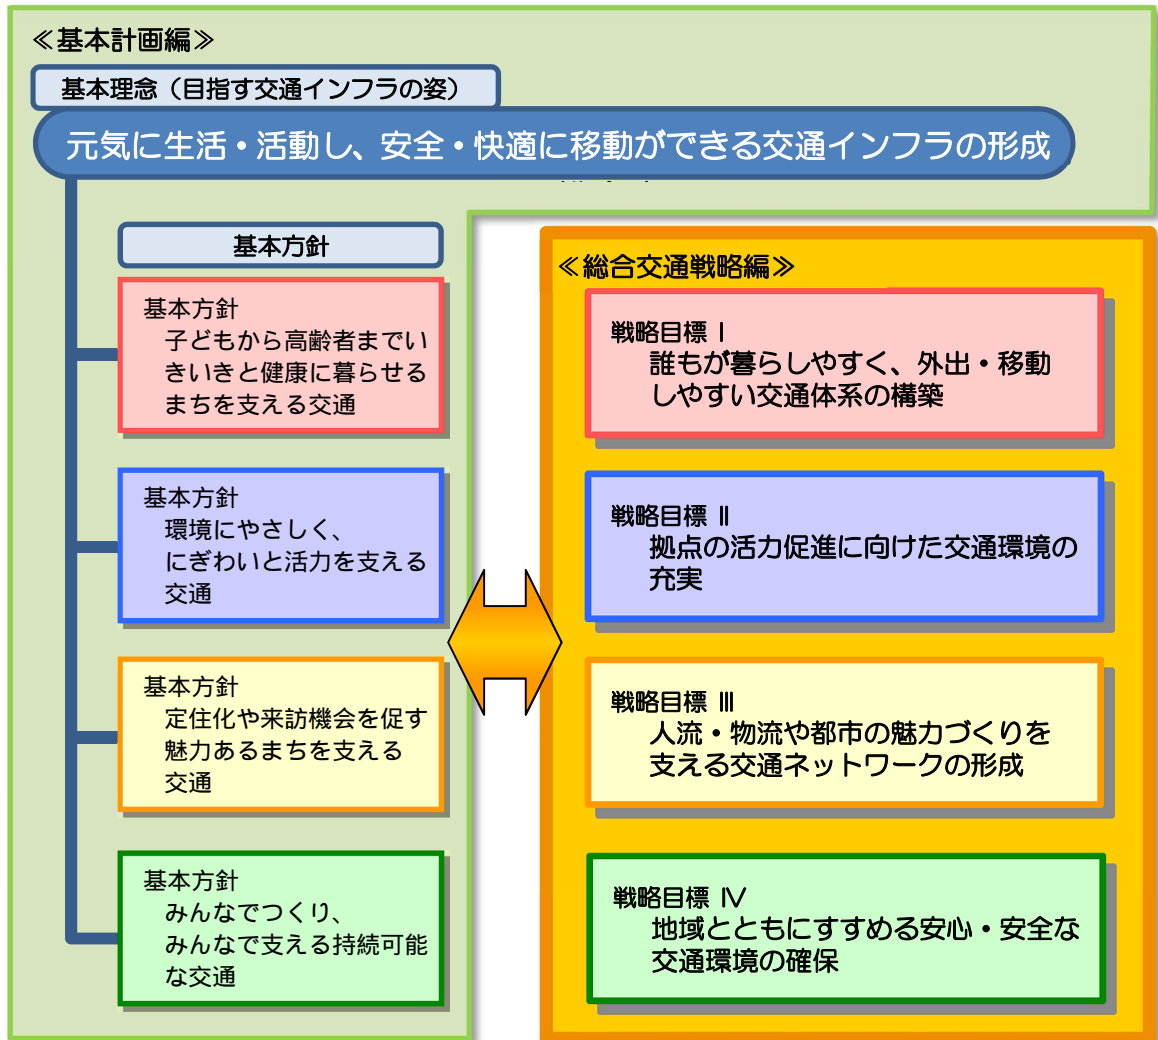 ≪基本計画編≫
基本理念（目指す交通インフラの姿）
元気に生活・活動し、安全・快適に移動ができる交通インフラの形成
基本方針
基本方針
子どもから高齢者までい
きいきと健康に暮らせる
まちを支える交通
基本方針
環境にやさしく、
にぎわいと活力を支える
交通
基本方針
定住化や来訪機会を促す
魅力あるまちを支える
交通
基本方針
みんなでつくり、
みんなで支える持続可能
な交通
≪総合交通戦略編≫
戦略目標 Ⅰ
誰もが暮らしやすく、外出・移動
しやすい交通体系の構築
戦略目標 Ⅱ
拠点の活力促進に向けた交通環境の
充実
戦略目標 Ⅲ
人流・物流や都市の魅力づくりを
支える交通ネットワークの形成
戦略目標 Ⅳ
地域とともにすすめる安心・安全な
交通環境の確保